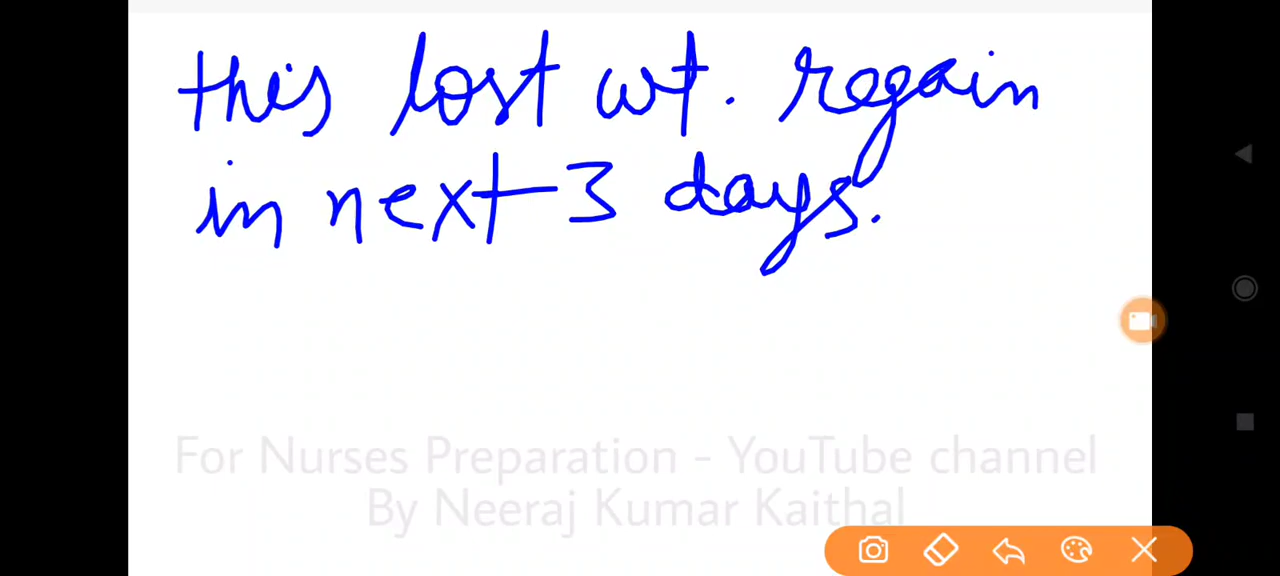 this lost wt. regain
in next 3 days.
For Nurses Preparation - YouTube channel
By Neeraj Kumar Kaithal